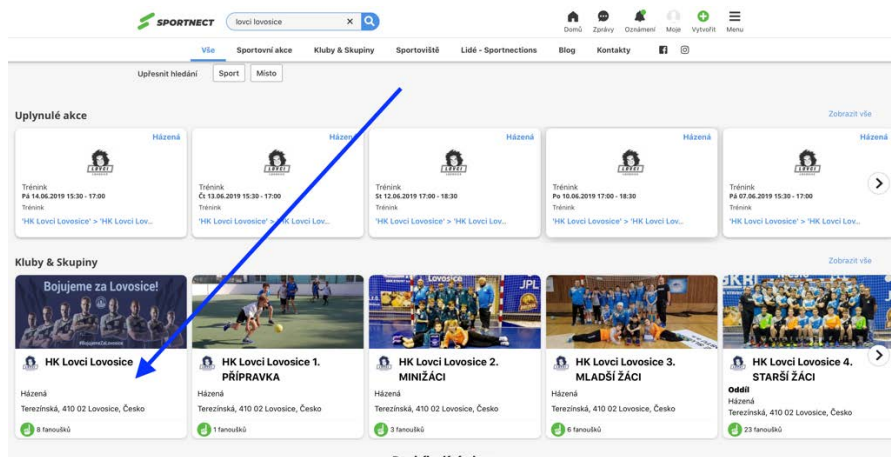 SPORTNECT
lovci lovosice
Domů Zprávy Oznámení Moje Vytvořit Menu
Vše Sportovní akce Kluby & Skupiny Sportoviště Lidé - Sportnections Blog Kontakty
Upřesnit hledání Sport Místo
Uplynulé akce Zobrazit vše
Házená Házená Házená Házená Házená
LOVCI LOVCI LOVCI LOVCI LOVCI
Trénink Trénink Trénink Trénink Trénink
Pá 14.06.2019 15:30 - 17:00 Čt 13.06.2019 15:30 - 17:00 St 12.06.2019 17:00 - 18:30 Po 10.06.2019 17:00 - 18:30 Pá 07.06.2019 15:30 - 17:00
Trénink Trénink Trénink Trénink Trénink
'HK Lovci Lovosice' > 'HK Lovci Lov... 'HK Lovci Lovosice' > 'HK Lovci Lov... 'HK Lovci Lovosice' > 'HK Lovci Lov... 'HK Lovci Lovosice' > 'HK Lovci Lov... 'HK Lovci Lovosice' > 'HK Lovci Lov...
Kluby & Skupiny Zobrazit vše
Bojujeme za Lovosice!
Lovosice
JPL
HK Lovci Lovosice HK Lovci Lovosice 1. HK Lovci Lovosice 2. HK Lovci Lovosice 3. HK Lovci Lovosice 4.
PŘÍPRAVKA MINIŽÁCI MLADŠÍ ŽÁCI STARŠÍ ŽÁCI
Oddíl
Házená Házená Házená Házená Házená
Terezínská, 410 02 Lovosice, Česko Terezínská, 410 02 Lovosice, Česko Terezínská, 410 02 Lovosice, Česko Terezínská, 410 02 Lovosice, Česko Terezínská, 410 02 Lovosice, Česko
8 fanoušků 1 fanoušků 3 fanoušků 6 fanoušků 23 fanoušků